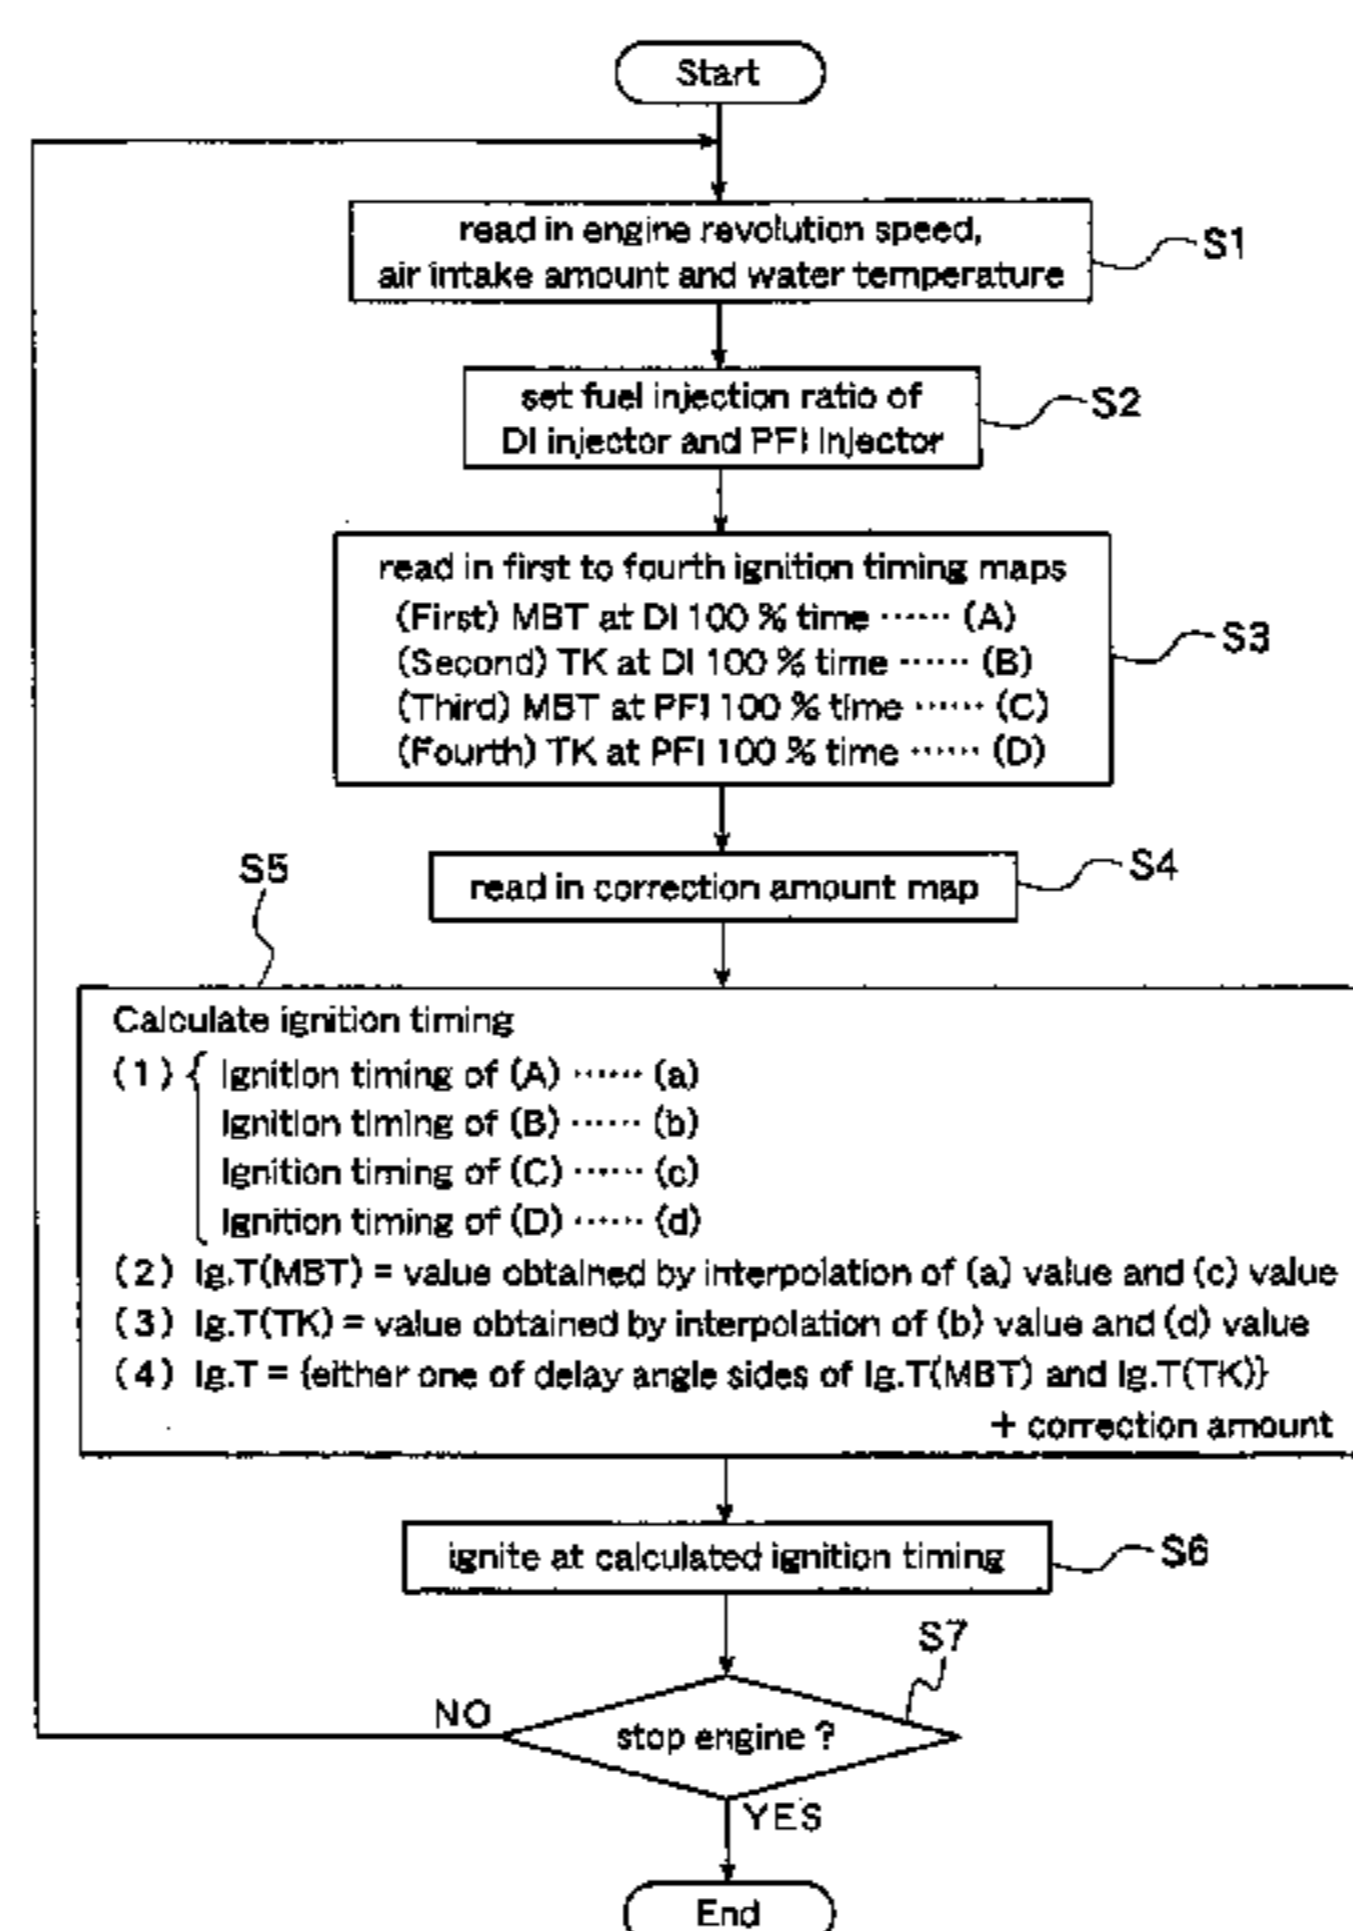 Start
read in engine revolution speed,
air intake amount and water temperature
S1
set fuel injection ratio of
DI injector and PFI injector
S2
read in first to fourth ignition timing maps
(First) MBT at DI 100 % time ······ (A)
(Second) TK at DI 100 % time ······ (B)
(Third) MBT at PFI 100 % time ······ (C)
(Fourth) TK at PFI 100 % time ······ (D)
S3
read in correction amount map
S4
S5
Calculate ignition timing
(1) { Ignition timing of (A) ······ (a)
Ignition timing of (B) ······ (b)
Ignition timing of (C) ······ (c)
Ignition timing of (D) ······ (d)
(2) Ig.T(MBT) = value obtained by interpolation of (a) value and (c) value
(3) Ig.T(TK) = value obtained by interpolation of (b) value and (d) value
(4) Ig.T = {either one of delay angle sides of Ig.T(MBT) and Ig.T(TK)}
+ correction amount
ignite at calculated ignition timing
S6
S7
stop engine ?
NO
YES
End